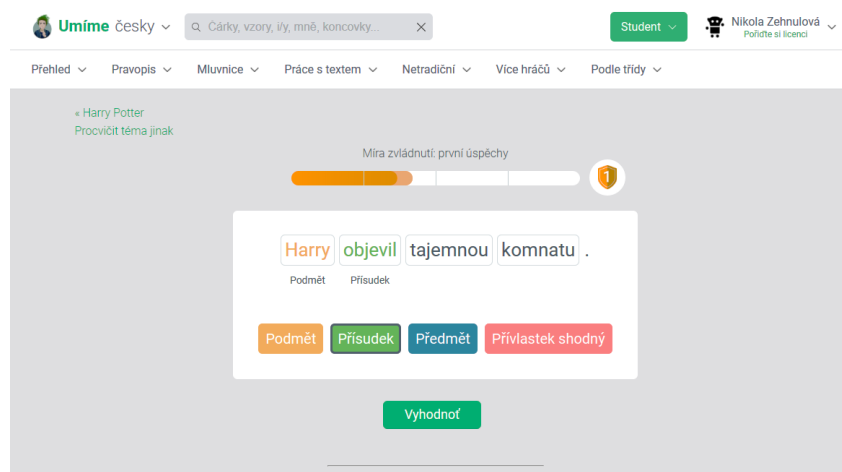 Umíme česky
Čárky, vzory, i/y, mně, koncovky...
Student
Nikola Zehnulová
Pořiďte si licenci
Přehled Pravopis Mluvnice Práce s textem Netradiční Více hráčů Podle třídy
« Harry Potter
Procvičit téma jinak
Míra zvládnutí: první úspěchy
1
Harry objevil tajemnou komnatu .
Podmět Přísudek
Podmět Přísudek Předmět Přívlastek shodný
Vyhodnoť